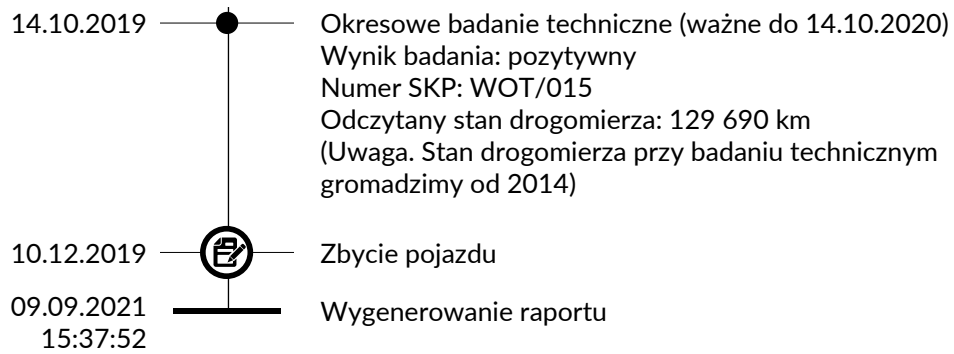 14.10.2019
Okresowe badanie techniczne (ważne do 14.10.2020)
Wynik badania: pozytywny
Numer SKP: WOT/015
Odczytany stan drogomierza: 129 690 km
(Uwaga. Stan drogomierza przy badaniu technicznym
gromadzimy od 2014)
10.12.2019
Zbycie pojazdu
09.09.2021
15:37:52
Wygenerowanie raportu